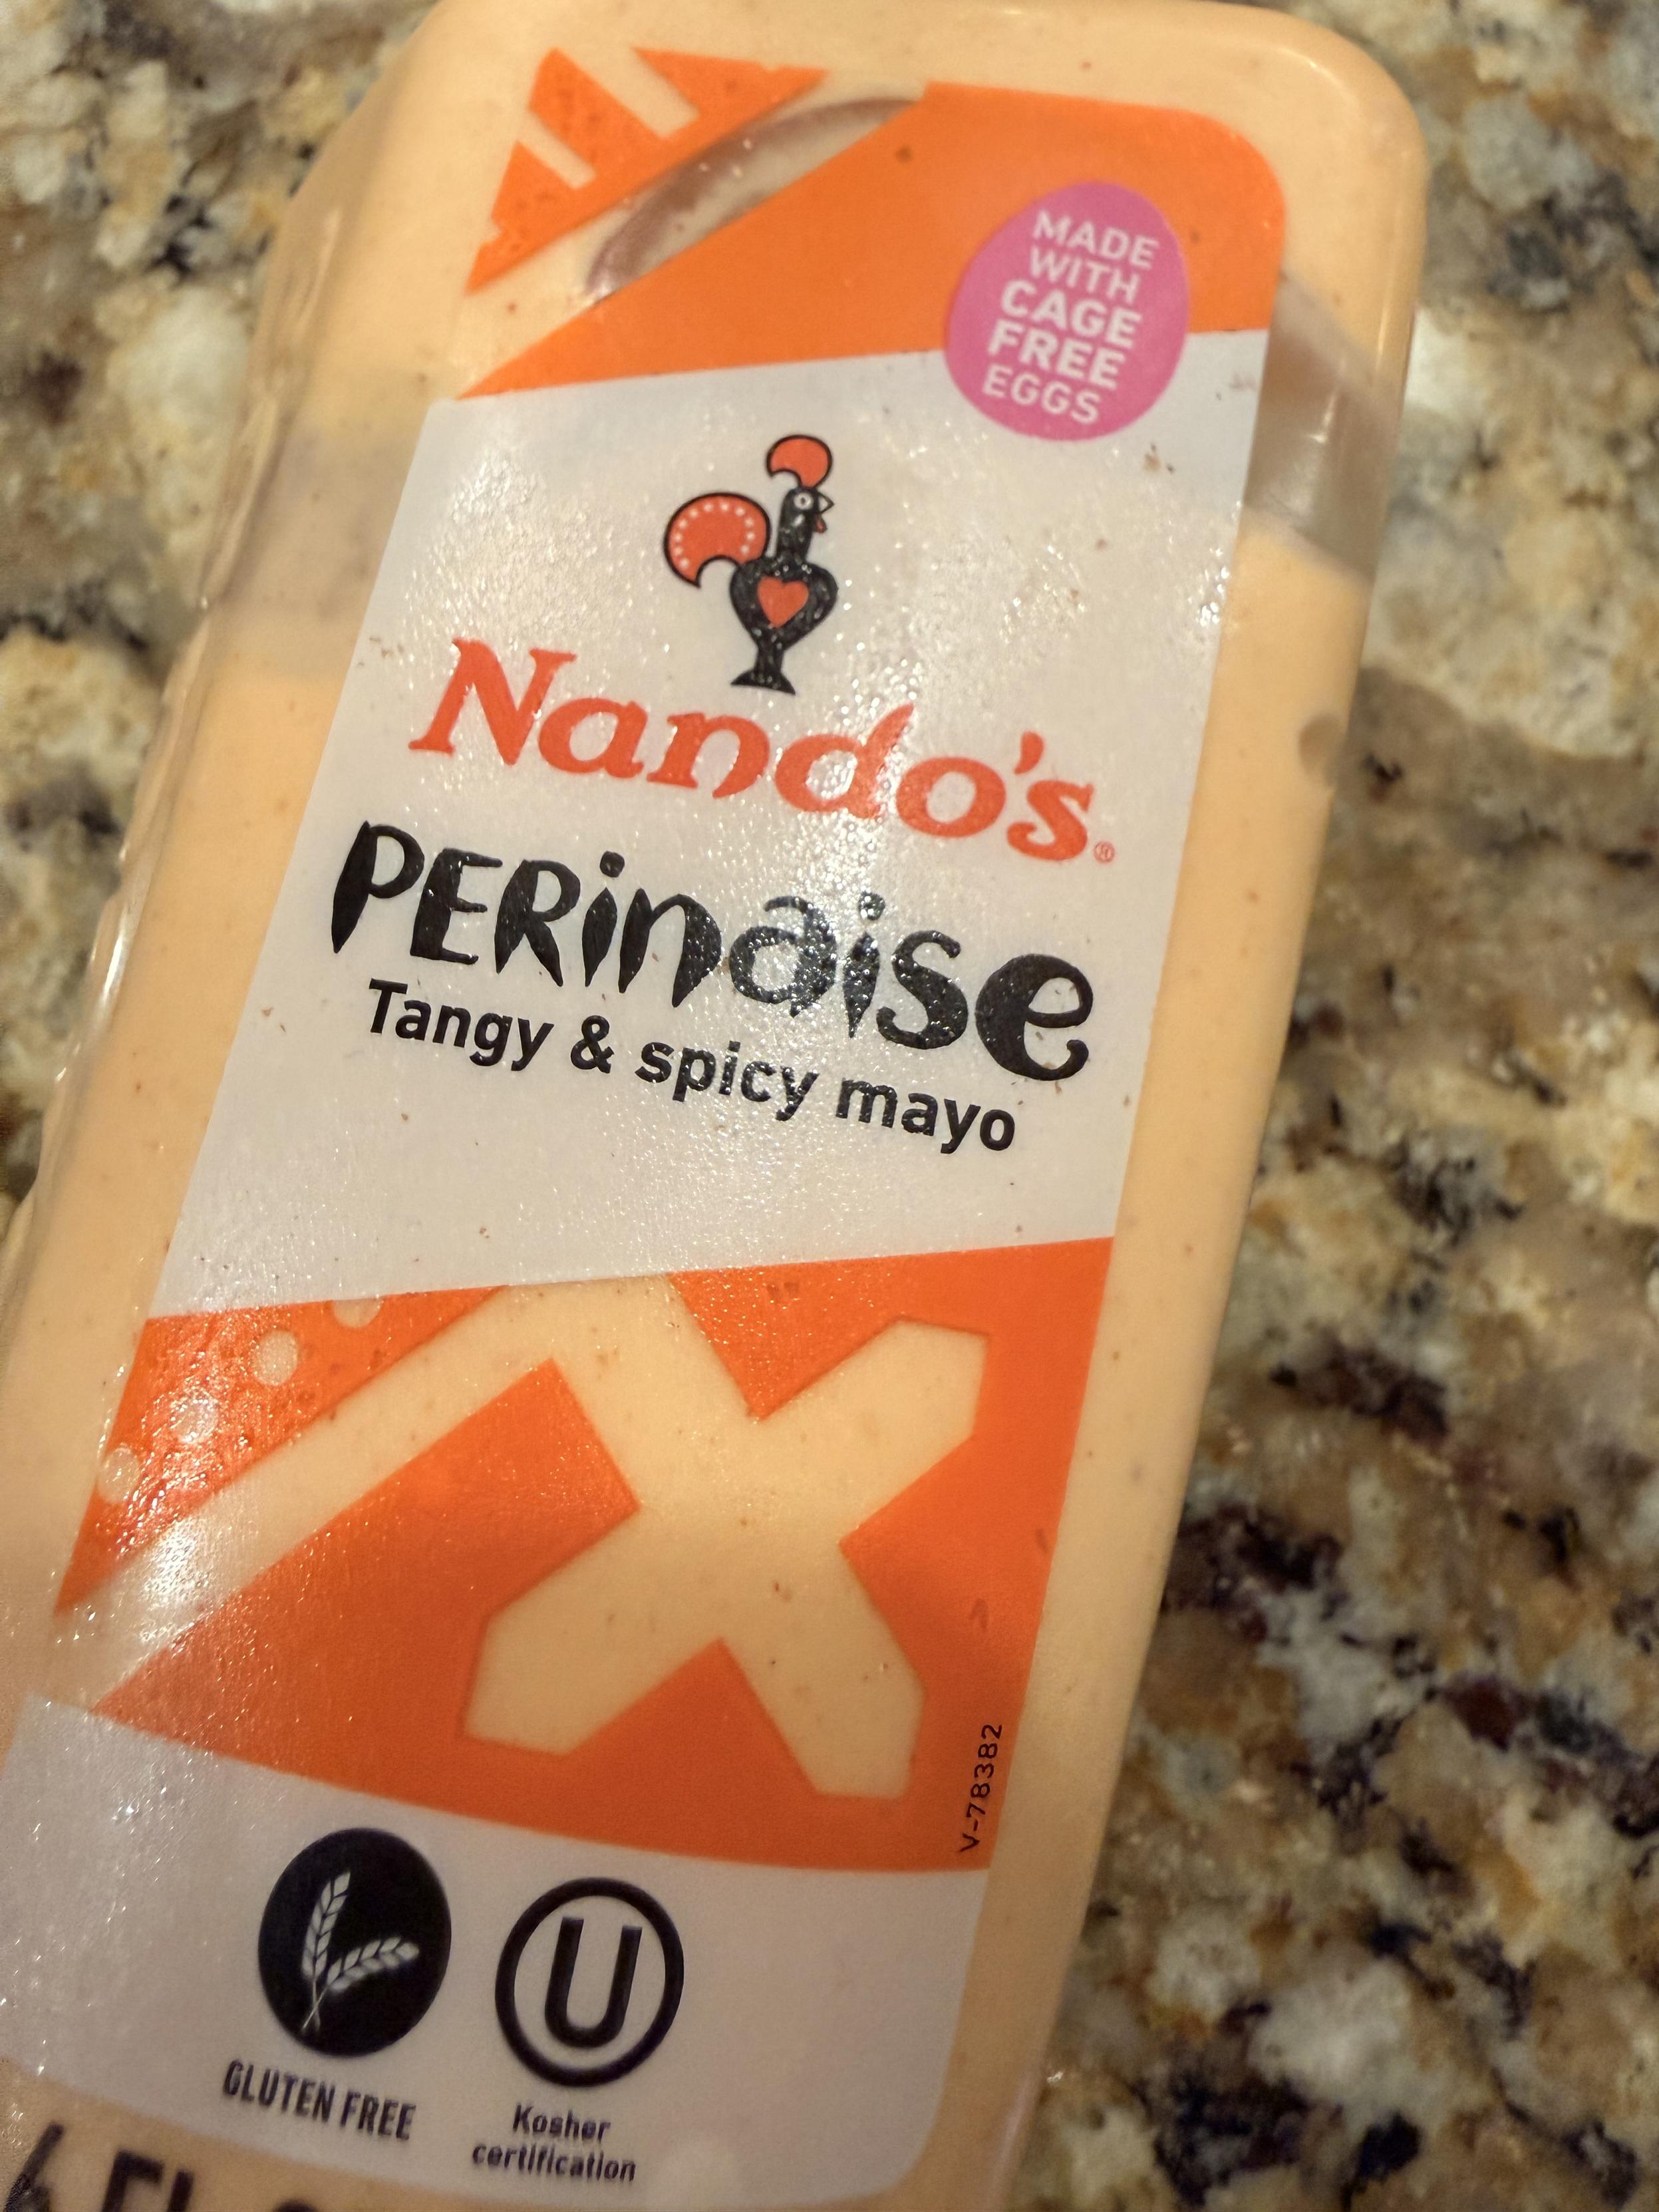 MADE
WITH
CAGE
FREE
EGGS
Nando's®
PERinaise
Tangy & spicy mayo
V-78382
GLUTEN FREE
U
Kosher
certification